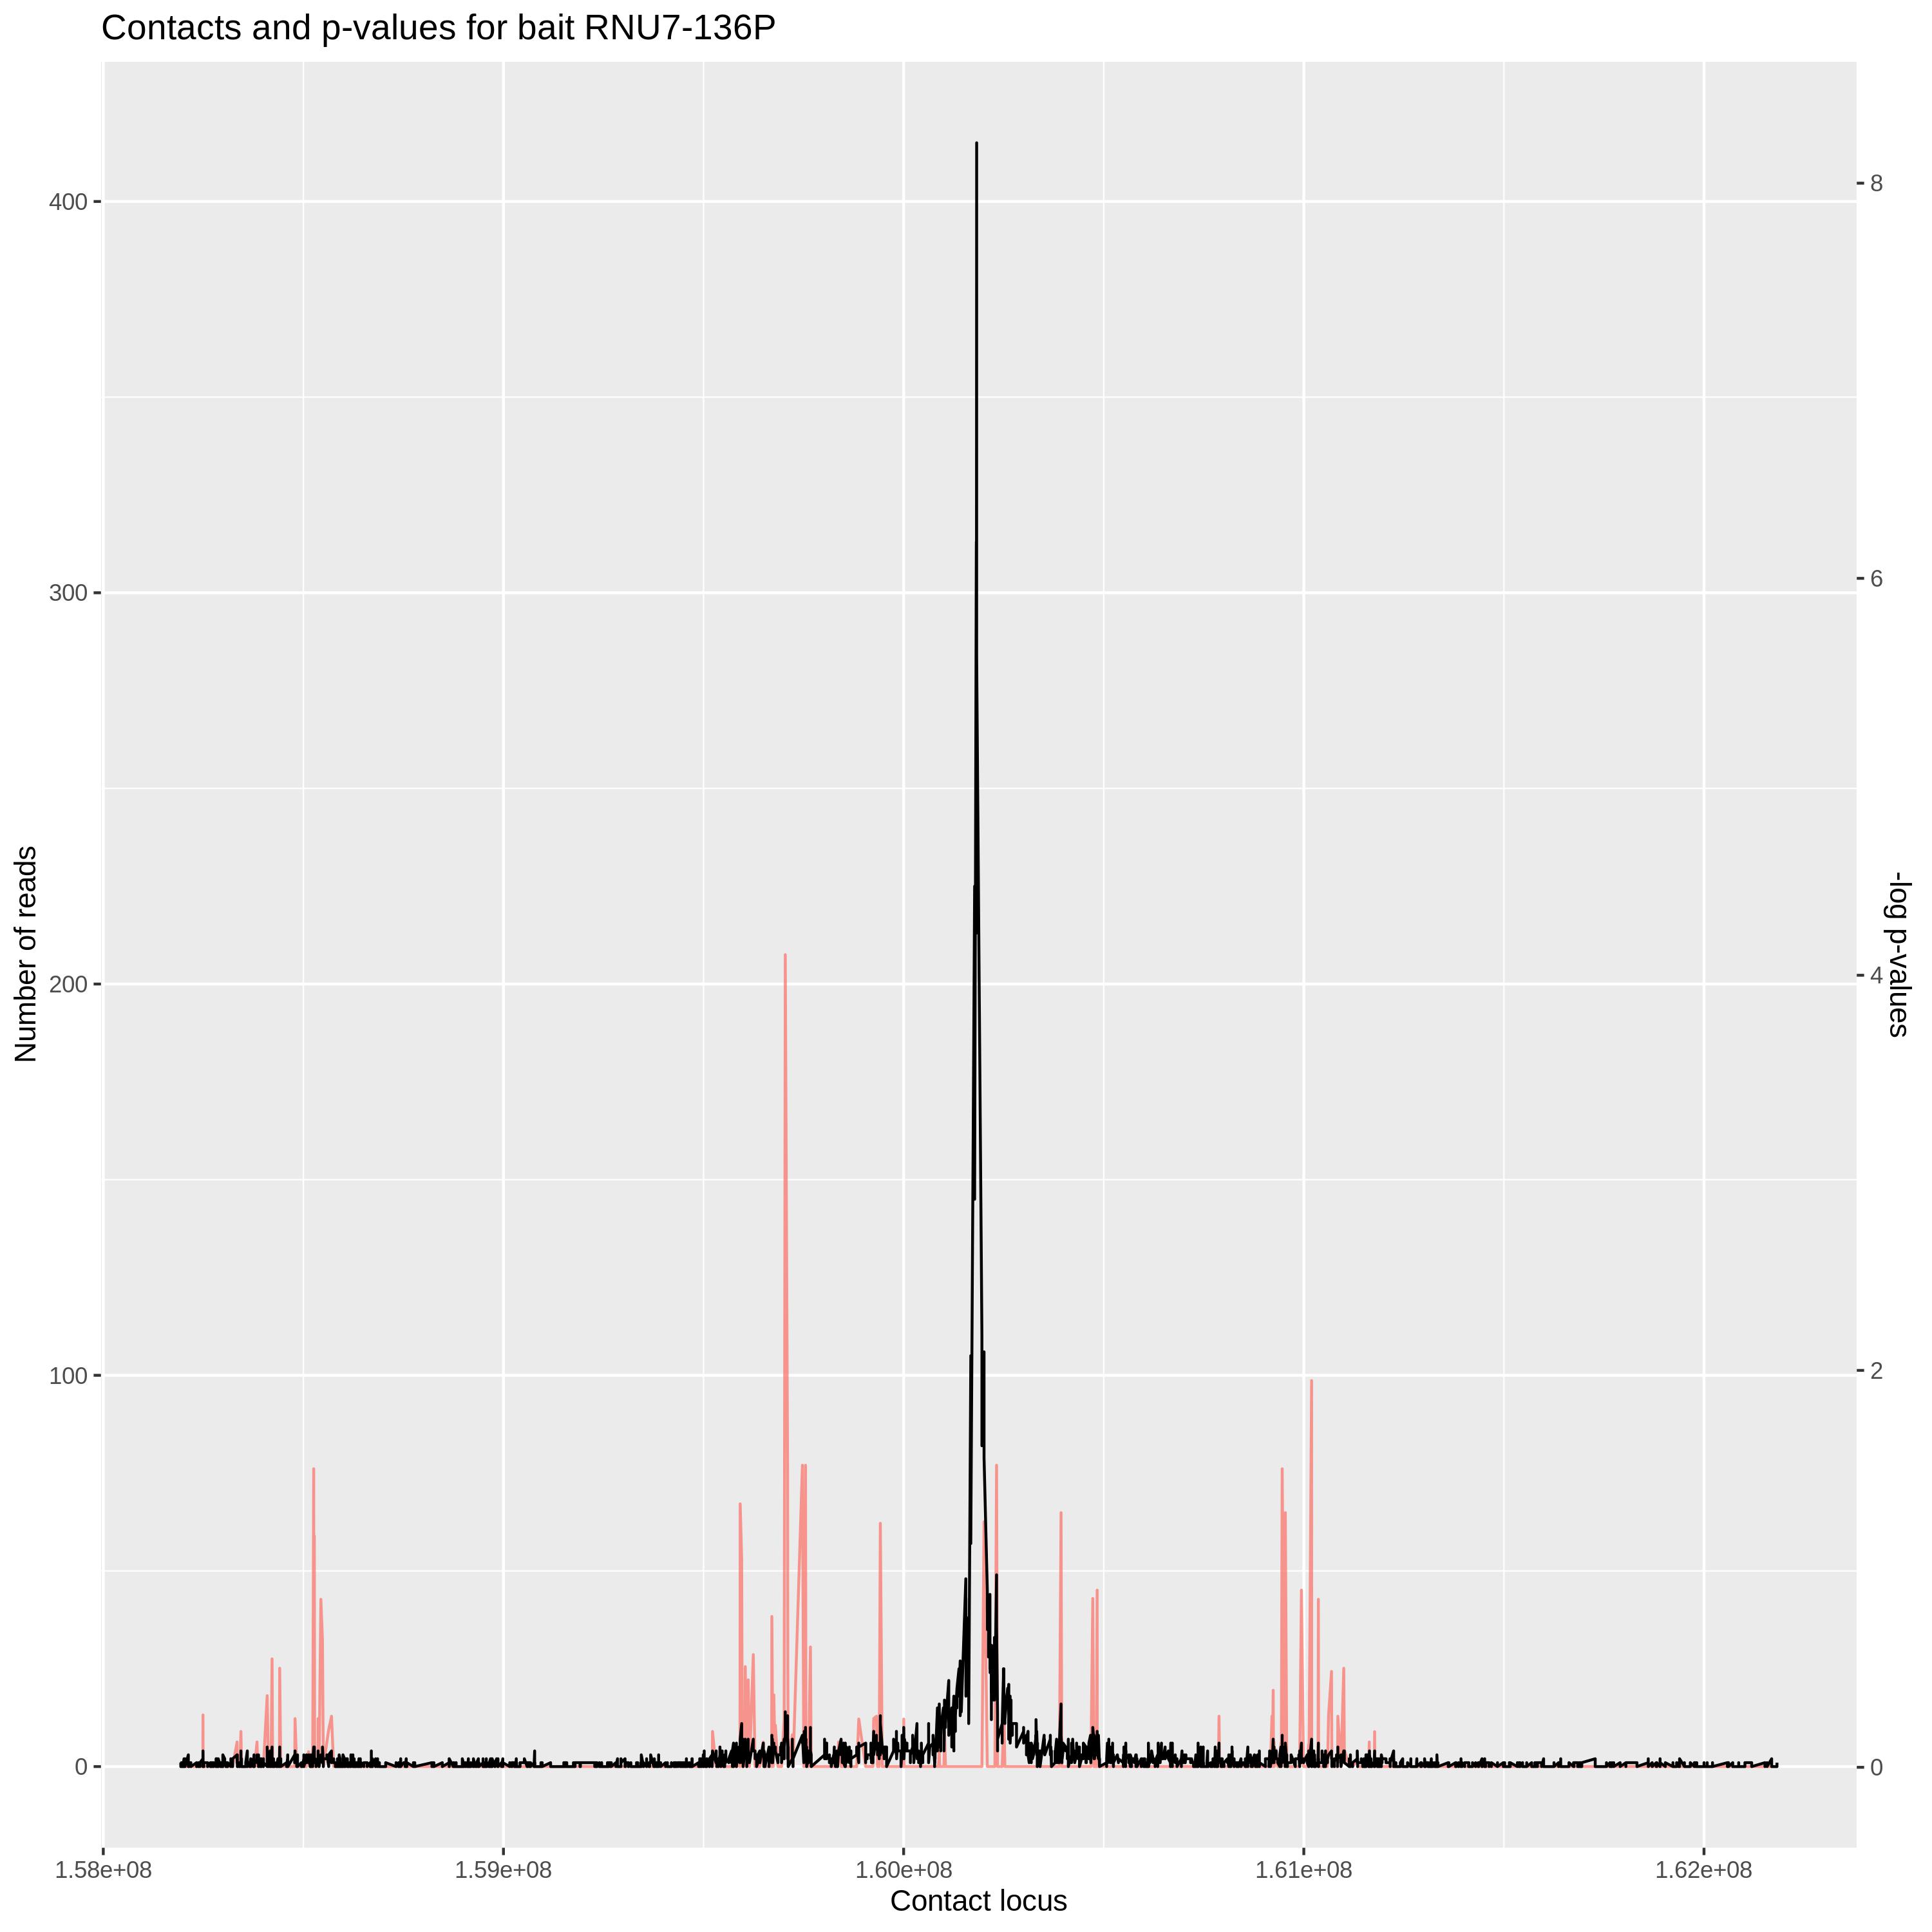 Contacts and p-values for bait RNU7-136P
400
300
200
100
0
8
6
4
2
0
Number of reads
-log p-values
1.58e+08
1.59e+08
1.60e+08
1.61e+08
1.62e+08
Contact locus